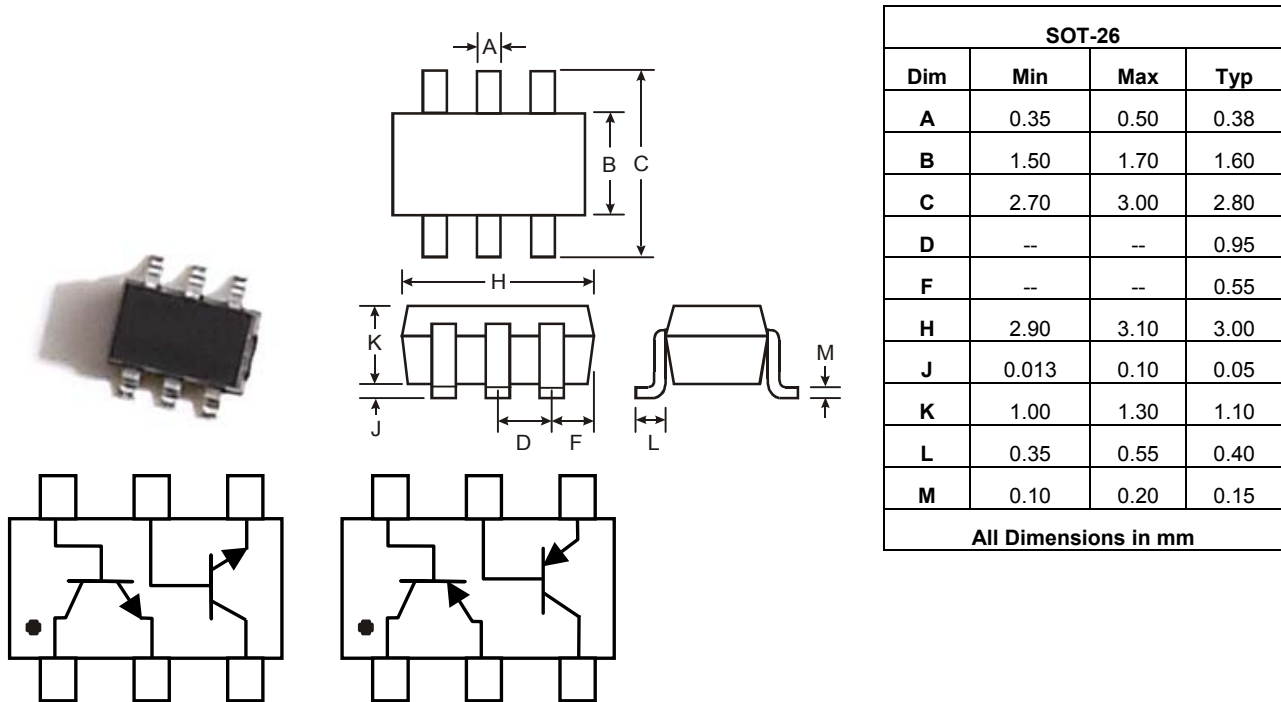 A
B
C
H
K
J
D
F
L
M
SOT-26
Dim Min Max Typ
A 0.35 0.50 0.38
B 1.50 1.70 1.60
C 2.70 3.00 2.80
D -- -- 0.95
F -- -- 0.55
H 2.90 3.10 3.00
J 0.013 0.10 0.05
K 1.00 1.30 1.10
L 0.35 0.55 0.40
M 0.10 0.20 0.15
All Dimensions in mm